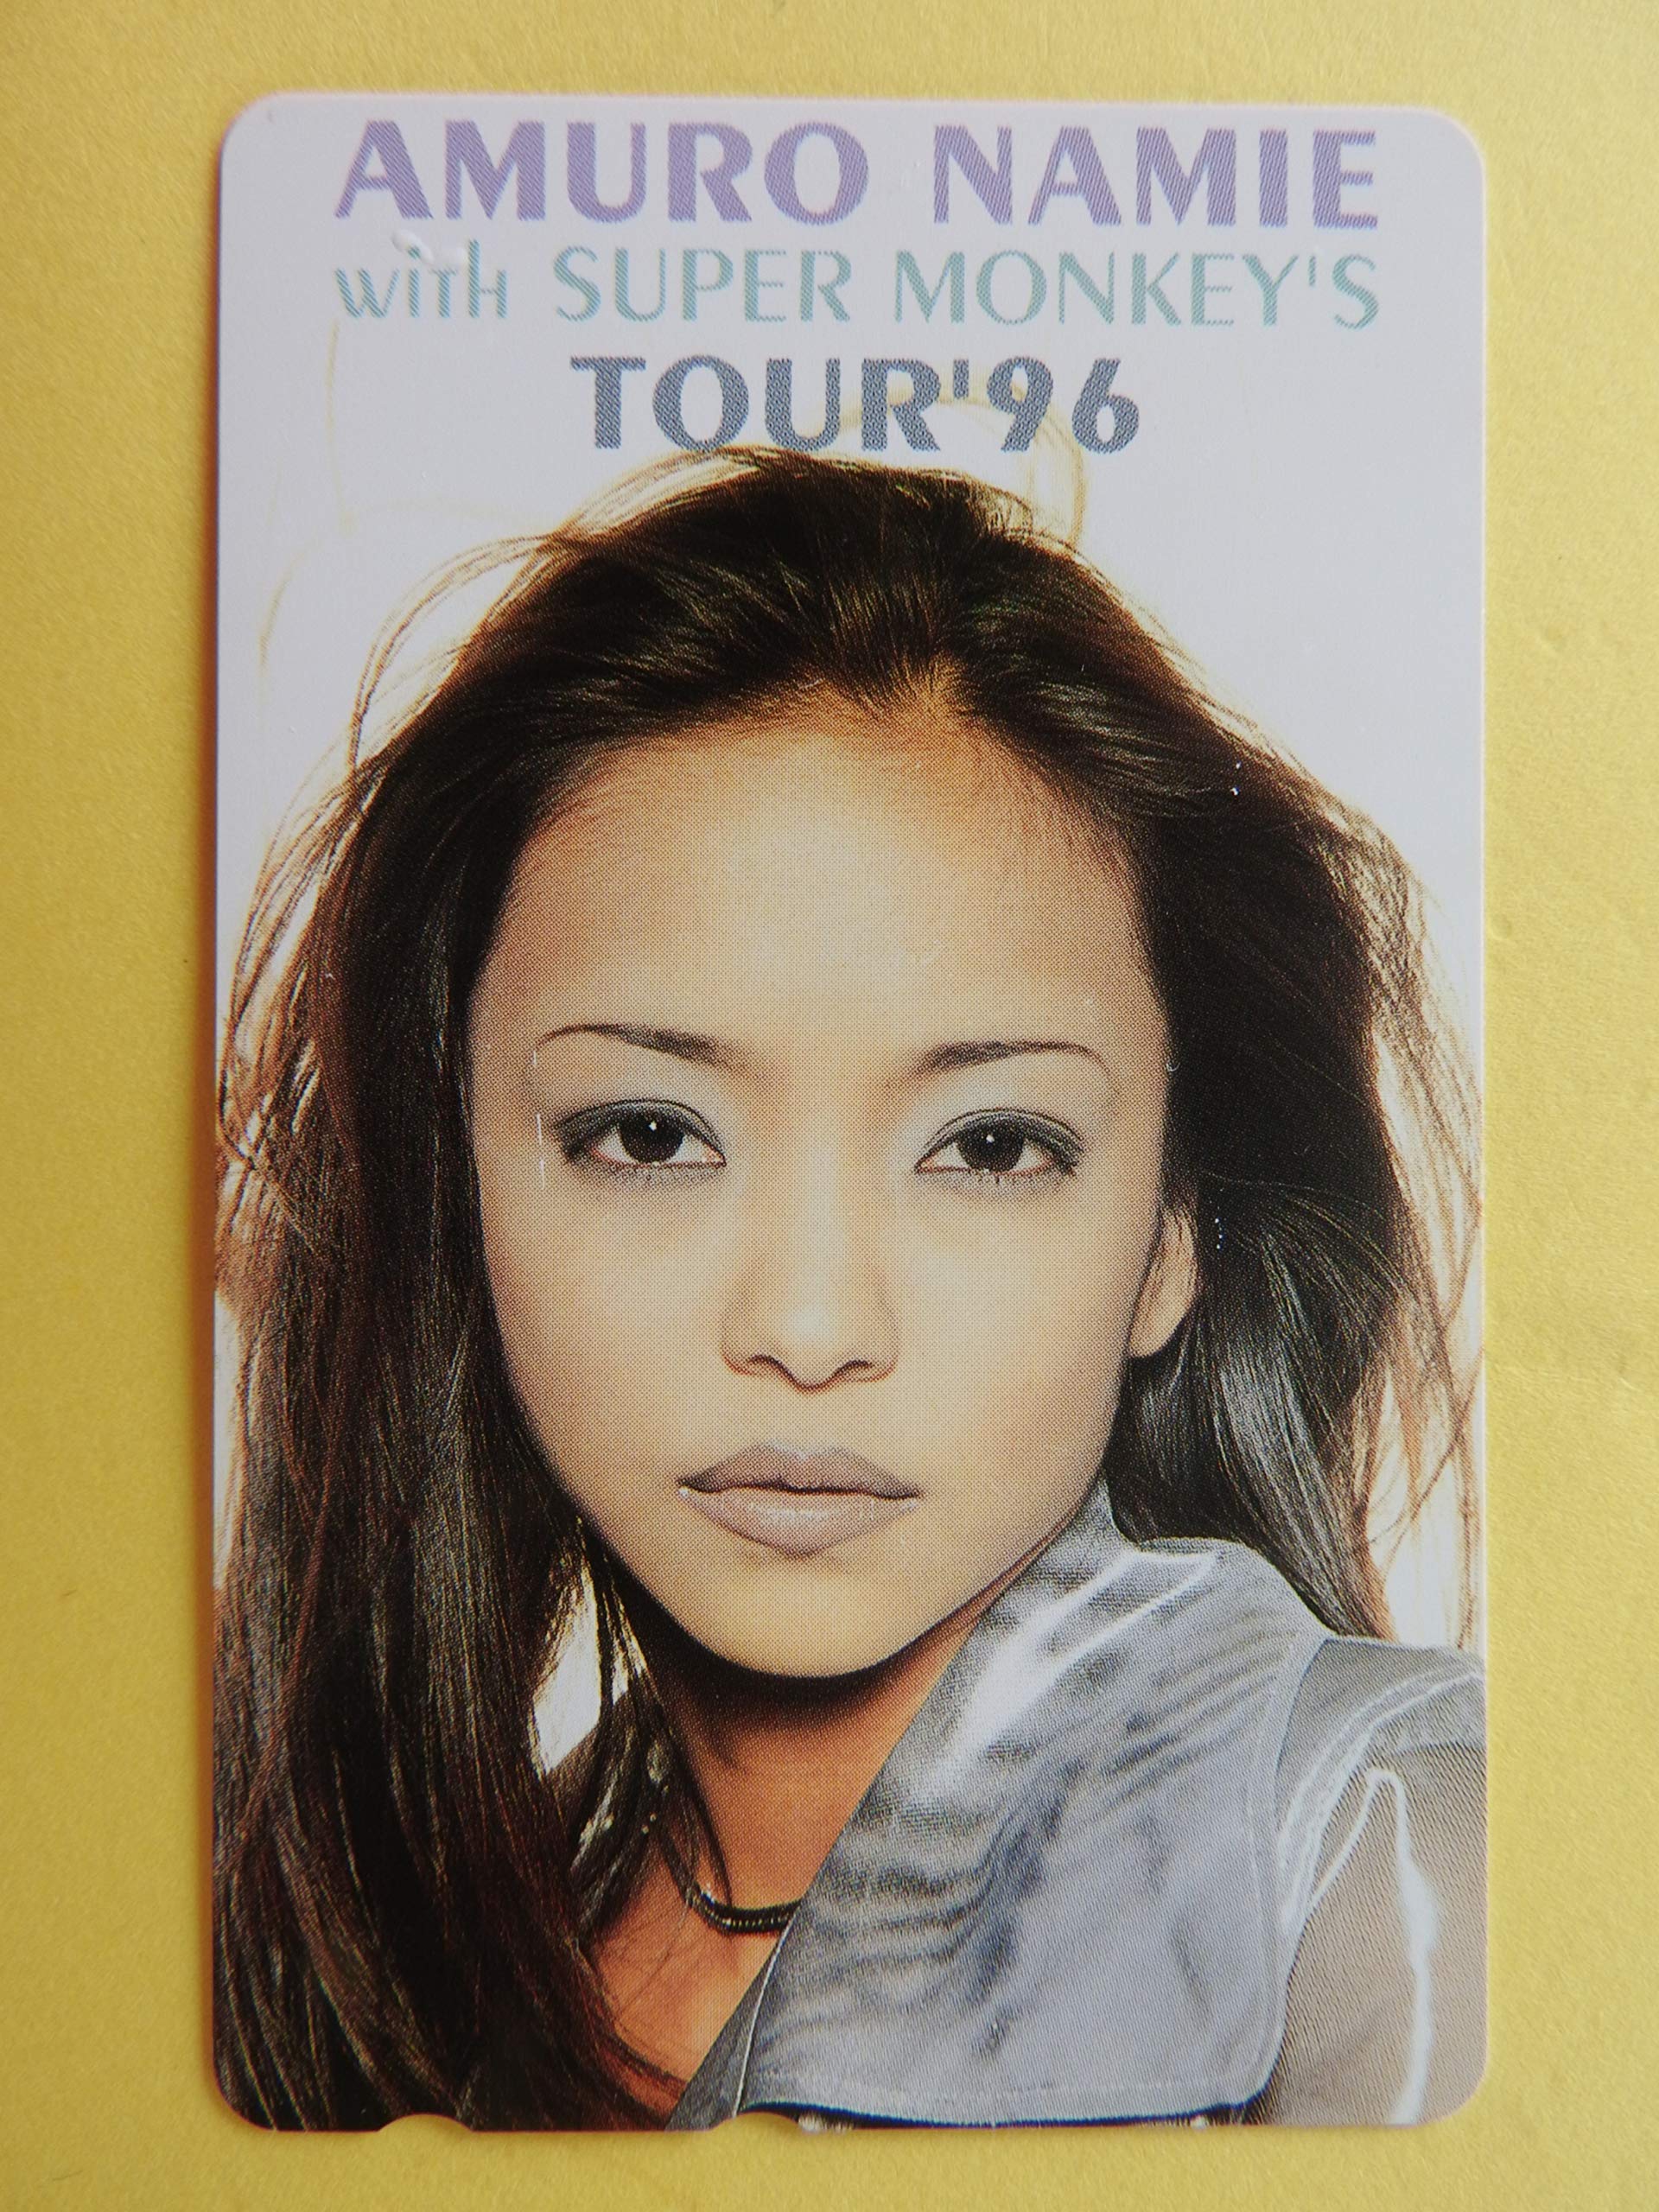 AMURO NAMIE
with SUPER MONKEY'S
TOUR'96